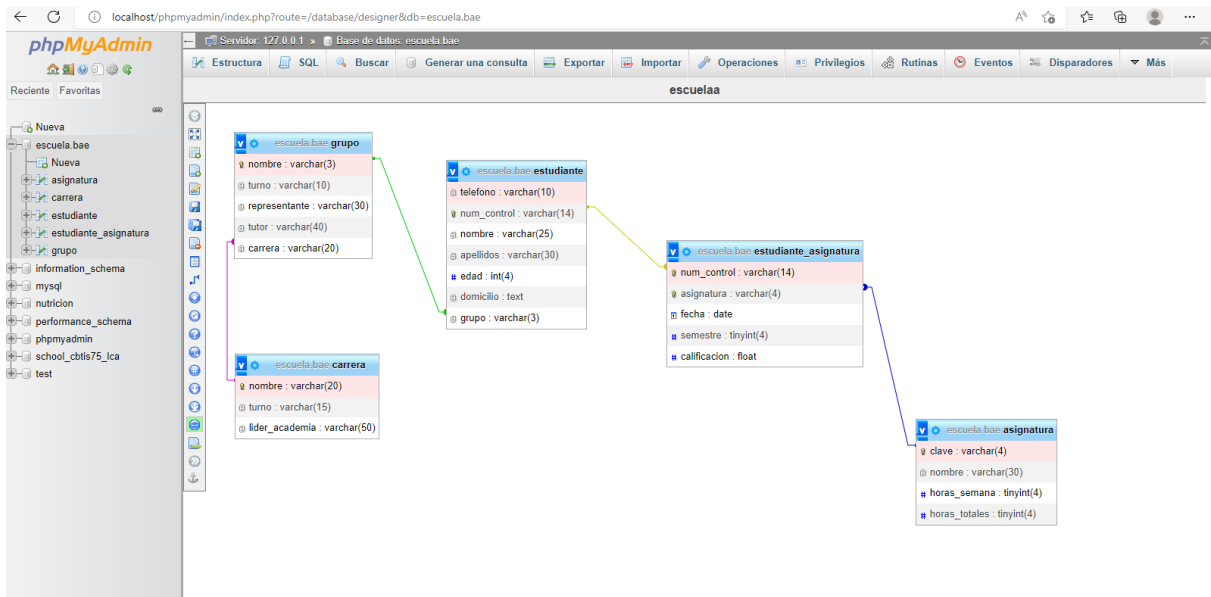 localhost/phpmyadmin/index.php?route=/database/designer&db=escuela.bae
phpMyAdmin
Reciente Favoritas
Nueva
escuela.bae
Nueva
asignatura
carrera
estudiante
estudiante_asignatura
grupo
information_schema
mysql
nutricion
performance_schema
phpmyadmin
school_cbtis75_lca
test
Servidor: 127.0.0.1 » Base de datos: escuela.bae
Estructura SQL Buscar Generar una consulta Exportar Importar Operaciones Privilegios Rutinas Eventos Disparadores Más
escuelaa
v escuela.bae grupo
nombre : varchar(3)
turno : varchar(10)
representante : varchar(30)
tutor : varchar(40)
carrera : varchar(20)
v escuela.bae estudiante
telefono : varchar(10)
num_control : varchar(14)
nombre : varchar(25)
apellidos : varchar(30)
# edad : int(4)
domicilio : text
grupo : varchar(3)
v escuela.bae estudiante_asignatura
num_control : varchar(14)
asignatura : varchar(4)
fecha : date
# semestre : tinyint(4)
# calificacion : float
v escuela.bae carrera
nombre : varchar(20)
turno : varchar(15)
lider_academia : varchar(50)
v escuela.bae asignatura
clave : varchar(4)
nombre : varchar(30)
# horas_semana : tinyint(4)
# horas_totales : tinyint(4)